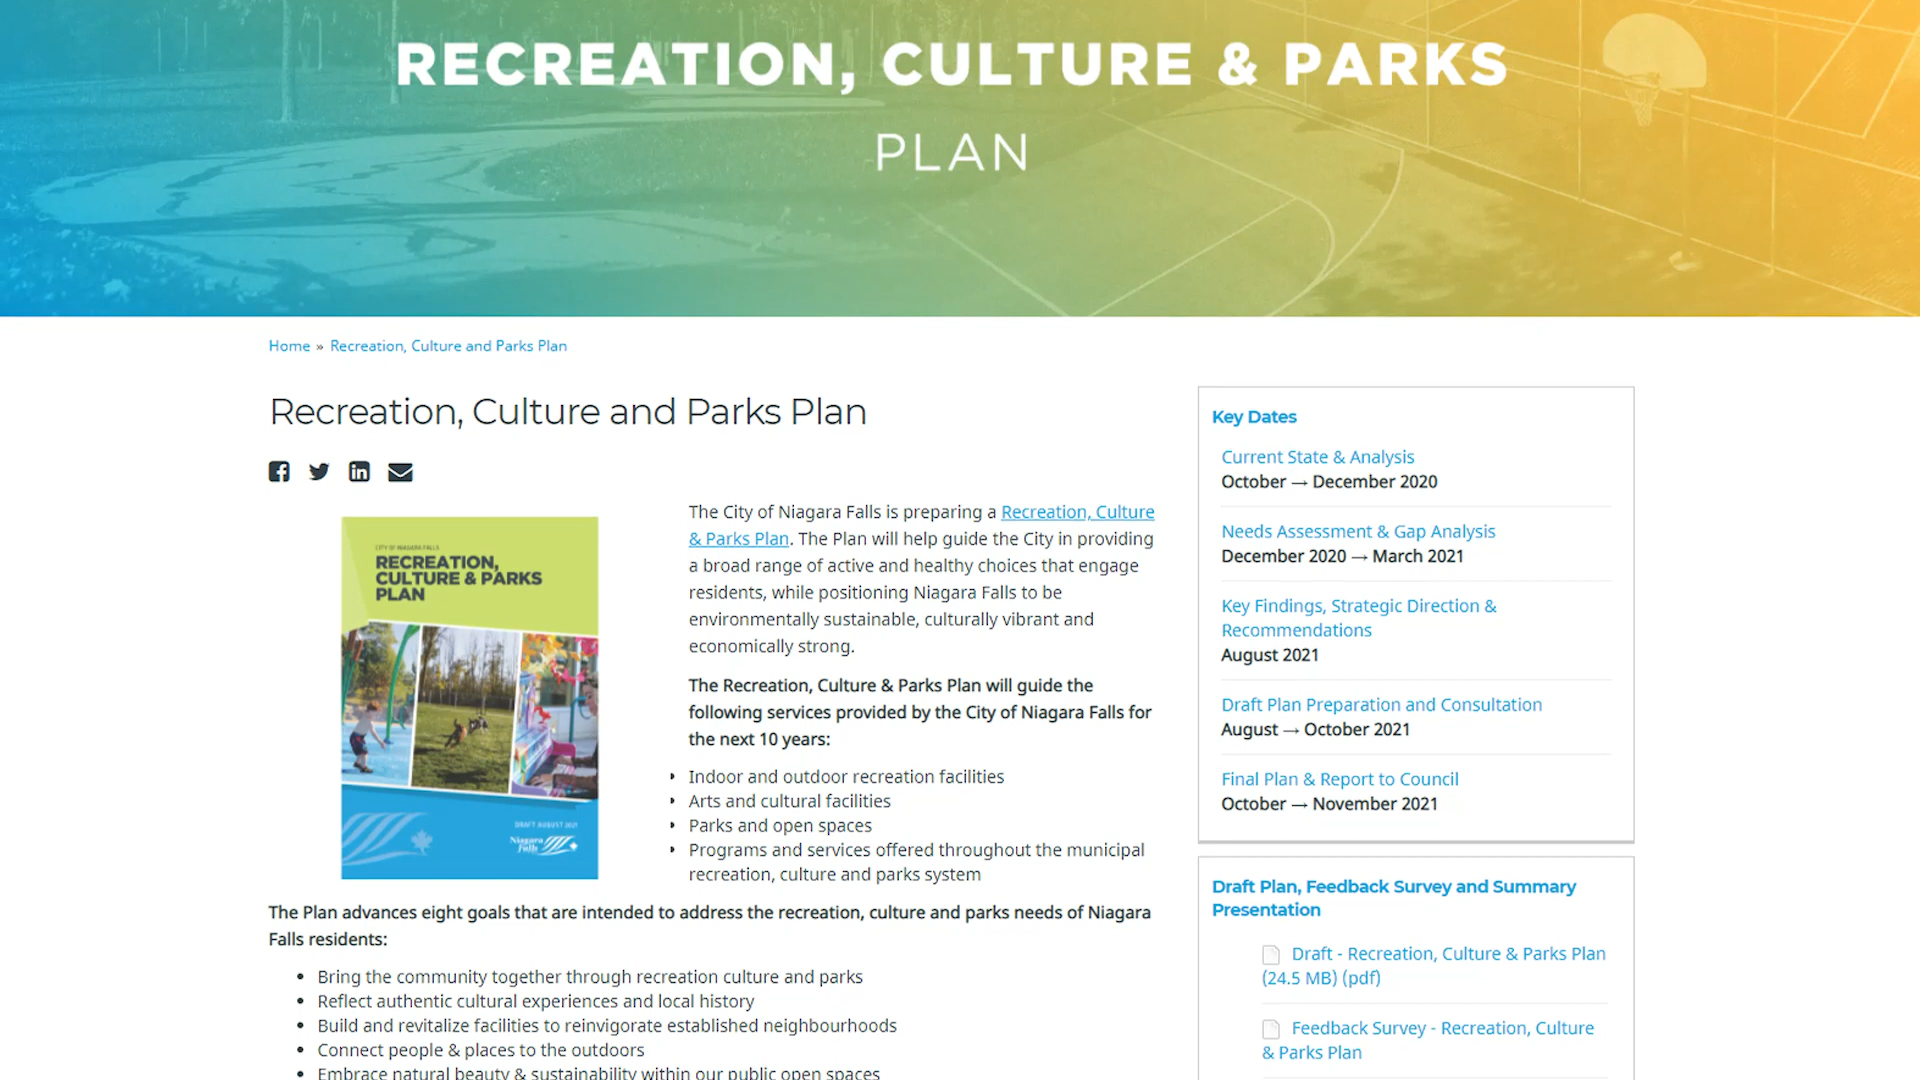 RECREATION, CULTURE & PARKS
PLAN
Home » Recreation, Culture and Parks Plan
Recreation, Culture and Parks Plan
CITY OF NIAGARA FALLS
RECREATION,
CULTURE & PARKS
PLAN
DRAFT AUGUST 2021
Niagara
Falls
The City of Niagara Falls is preparing a Recreation, Culture
& Parks Plan. The Plan will help guide the City in providing
a broad range of active and healthy choices that engage
residents, while positioning Niagara Falls to be
environmentally sustainable, culturally vibrant and
economically strong.
The Recreation, Culture & Parks Plan will guide the
following services provided by the City of Niagara Falls for
the next 10 years:
Indoor and outdoor recreation facilities
Arts and cultural facilities
Parks and open spaces
Programs and services offered throughout the municipal
recreation, culture and parks system
The Plan advances eight goals that are intended to address the recreation, culture and parks needs of Niagara
Falls residents:
• Bring the community together through recreation culture and parks
• Reflect authentic cultural experiences and local history
• Build and revitalize facilities to reinvigorate established neighbourhoods
• Connect people & places to the outdoors
• Embrace natural beauty & sustainability within our public open spaces
Key Dates
Current State & Analysis
October → December 2020
Needs Assessment & Gap Analysis
December 2020 → March 2021
Key Findings, Strategic Direction &
Recommendations
August 2021
Draft Plan Preparation and Consultation
August → October 2021
Final Plan & Report to Council
October → November 2021
Draft Plan, Feedback Survey and Summary
Presentation
Draft - Recreation, Culture & Parks Plan
(24.5 MB) (pdf)
Feedback Survey - Recreation, Culture
& Parks Plan